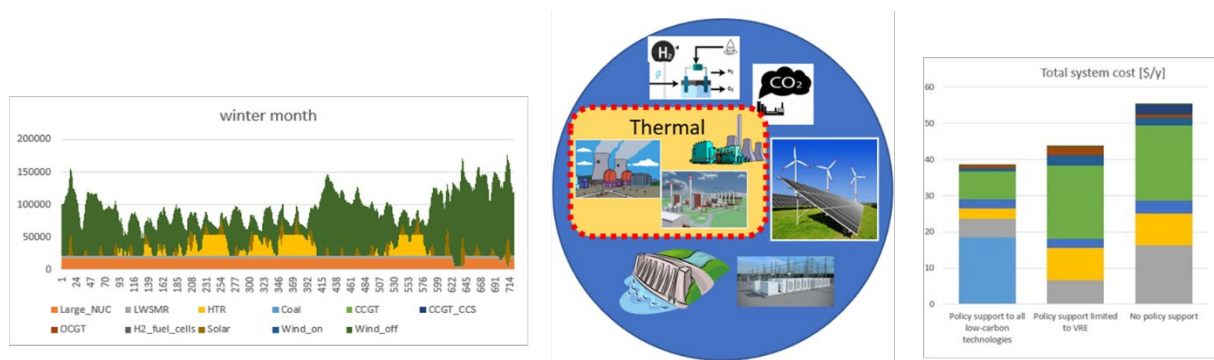 winter month
200000
150000
100000
50000
0
1 24 47 70 93 116 139 162 185 208 231 254 277 300 323 346 369 392 415 438 461 484 507 530 553 576 599 622 645 668 691 714
Large_NUC LWSMR HTR Coal CCGT CCGT_CCS
OCGT H2_fuel_cells Solar Wind_on Wind_off
H2
CO2
Thermal
Total system cost [$/y]
60
50
40
30
20
10
0
Policy support to all Policy support limited No policy support
low-carbon to VRE
technologies